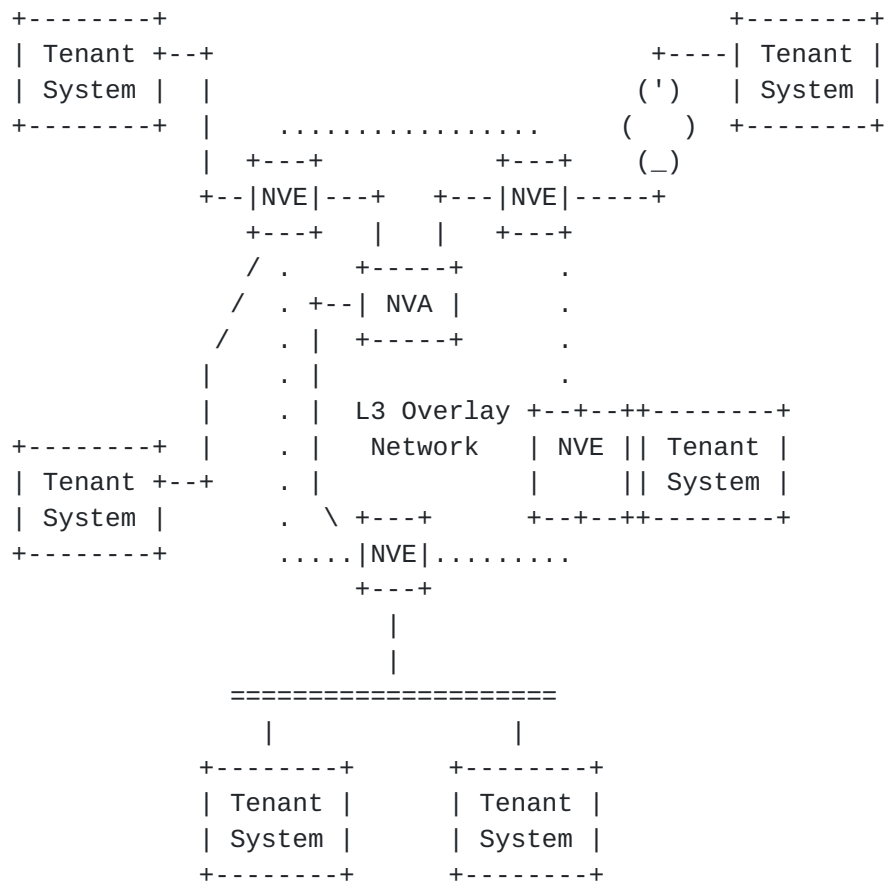 Tenant Tenant
System System
NVE NVE
NVA
L3 Overlay
Network NVE Tenant
Tenant System
System
NVE
Tenant Tenant
System System